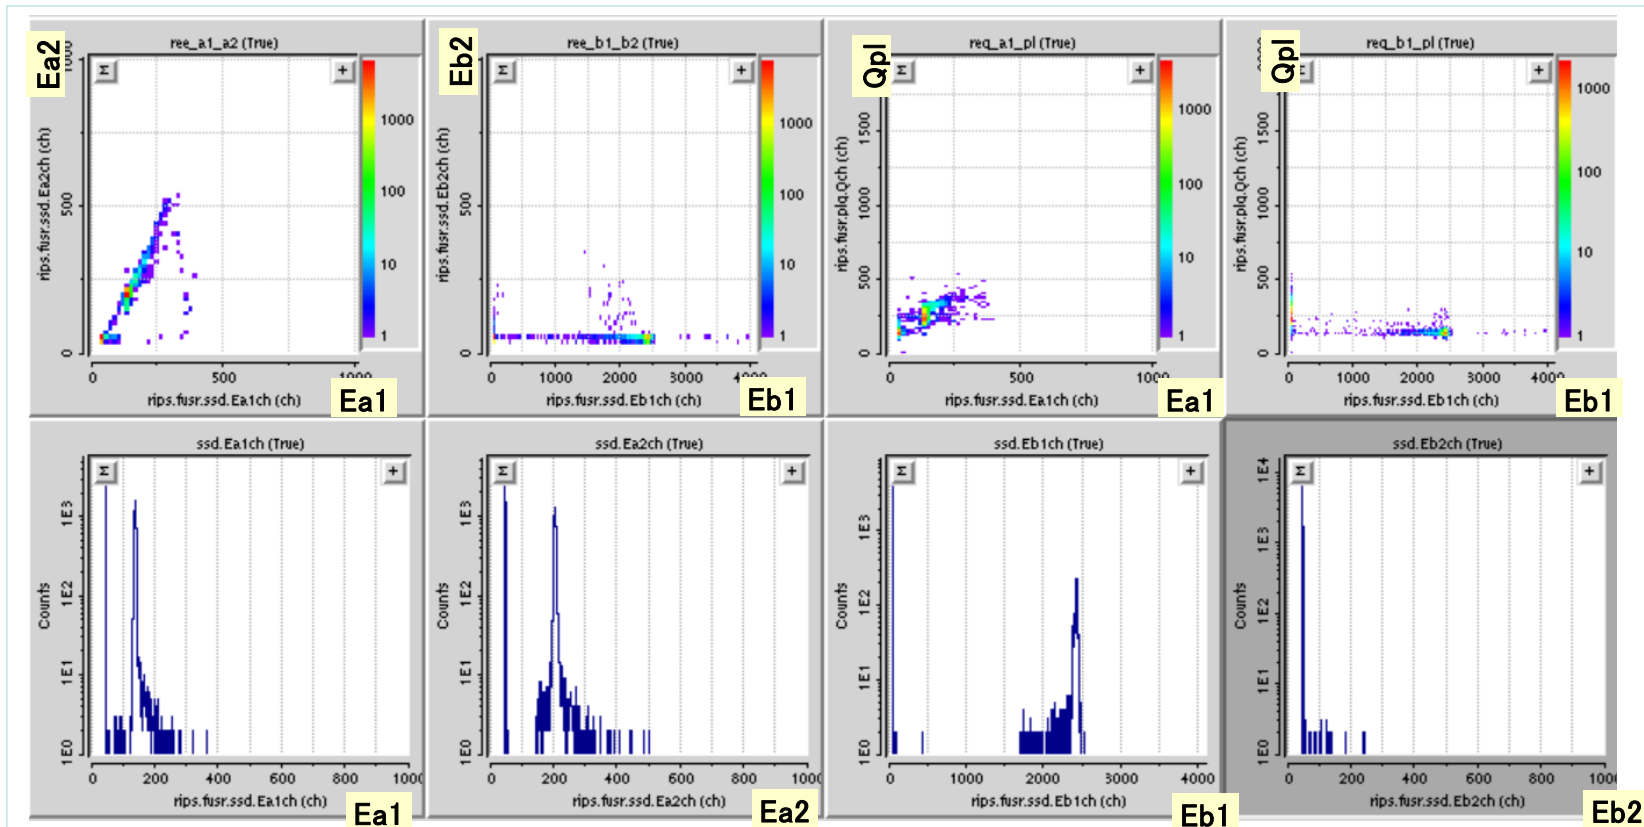 ree_a1_a2 (True)
Ea2
Σ
+
1000
100
10
1
500
0
rips.fusr.ssd.Ea2ch (ch)
0
500
1000
rips.fusr.ssd.Ea1ch (ch)
Ea1
ree_b1_b2 (True)
Eb2
Σ
+
1000
100
10
1
500
0
rips.fusr.ssd.Eb2ch (ch)
0
1000
2000
3000
4000
rips.fusr.ssd.Eb1ch (ch)
Eb1
req_a1_pl (True)
Qpl
Σ
+
1000
100
10
1
1500
1000
500
0
rips.fusr.plq.Qch (ch)
0
500
1000
rips.fusr.ssd.Ea1ch (ch)
Ea1
req_b1_pl (True)
Qpl
Σ
+
1000
100
10
1
1500
1000
500
0
rips.fusr.plq.Qch (ch)
0
1000
2000
3000
4000
rips.fusr.ssd.Eb1ch (ch)
Eb1
ssd.Ea1ch (True)
Σ
+
1E3
1E2
1E1
1E0
Counts
0
200
400
600
800
1000
rips.fusr.ssd.Ea1ch (ch)
Ea1
ssd.Ea2ch (True)
Σ
+
1E3
1E2
1E1
1E0
Counts
0
200
400
600
800
1000
rips.fusr.ssd.Ea2ch (ch)
Ea2
ssd.Eb1ch (True)
Σ
+
1E3
1E2
1E1
1E0
Counts
0
1000
2000
3000
4000
rips.fusr.ssd.Eb1ch (ch)
Eb1
ssd.Eb2ch (True)
Σ
+
1E4
1E3
1E2
1E1
1E0
Counts
0
200
400
600
800
1000
rips.fusr.ssd.Eb2ch (ch)
Eb2